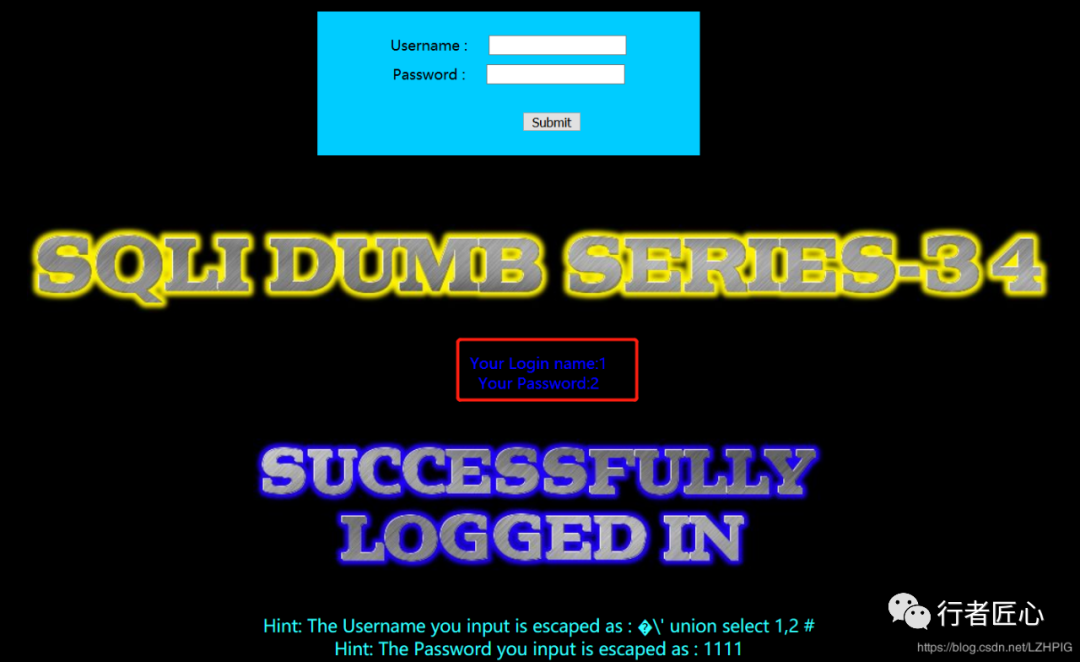 Username :
Password :
Submit
SQLI DUMB SERIES-34
Your Login name:1
Your Password:2
SUCCESSFULLY
LOGGED IN
Hint: The Username you input is escaped as : �\' union select 1,2 #
Hint: The Password you input is escaped as : 1111
行者匠心
https://blog.csdn.net/LZHPIG